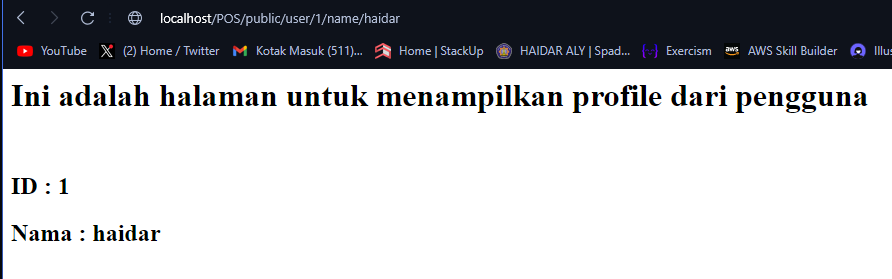 localhost/POS/public/user/1/name/haidar
YouTube (2) Home / Twitter Kotak Masuk (511)... Home | StackUp HAIDAR ALY | Spad... Exercism aws AWS Skill Builder Illus
Ini adalah halaman untuk menampilkan profile dari pengguna
ID : 1
Nama : haidar